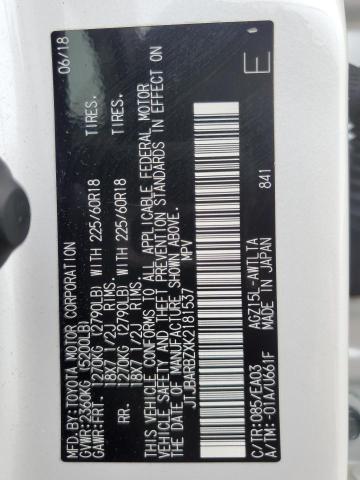 MFD.BY:TOYOTA MOTOR CORPORATION 06/18
GVWR:2360KG (5200LB)
GAWR:FRT. 1270KG (2790LB) WITH 225/60R18 TIRES.
18X7 1/2J RIMS.
RR. 1270KG (2790LB) WITH 225/60R18 TIRES.
18X7 1/2J RIMS.
THIS VEHICLE CONFORMS TO ALL APPLICABLE FEDERAL MOTOR
VEHICLE SAFETY AND THEFT PREVENTION STANDARDS IN EFFECT ON
THE DATE OF MANUFACTURE SHOWN ABOVE.
JTJBARBZXK2181537 MPV
E
C/TR:085/EA03 AGZ15L-AWTLTA
A/TM:-01A/U661F MADE IN JAPAN 841